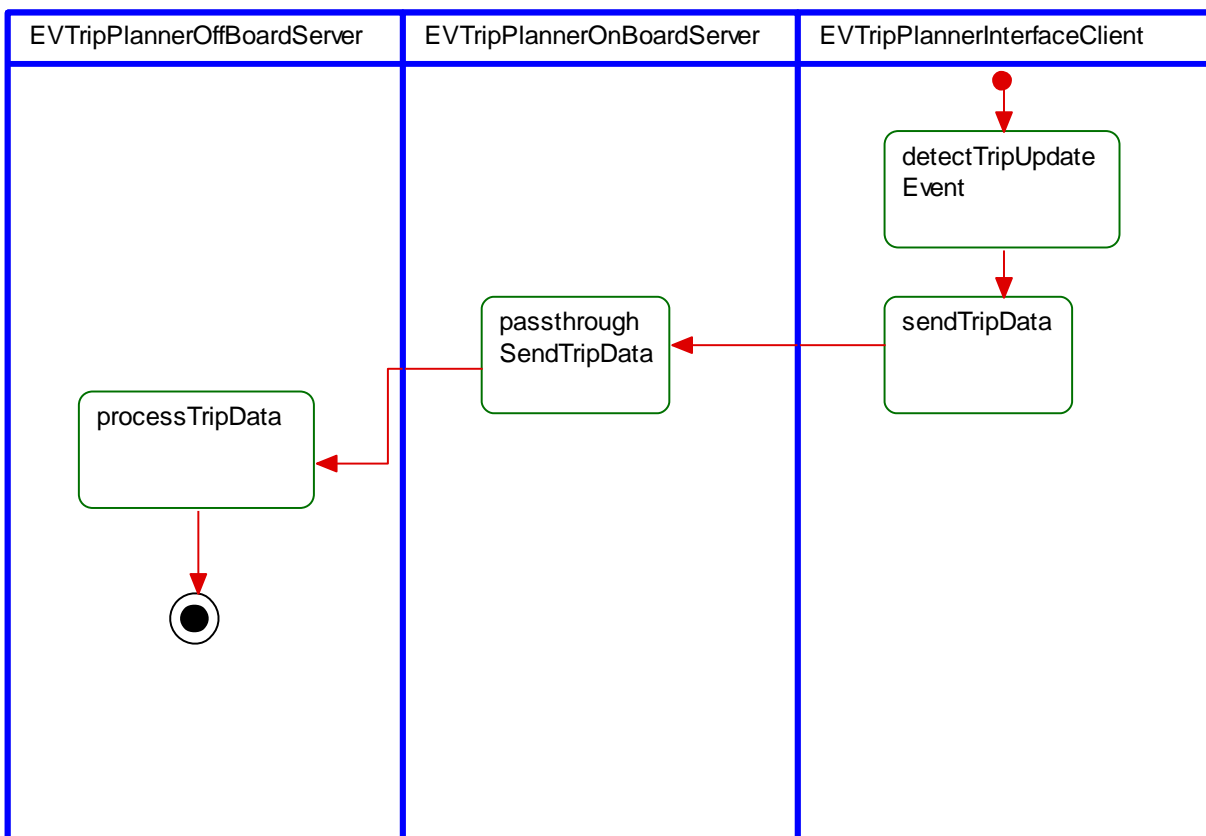 EVTripPlannerOffBoardServer
EVTripPlannerOnBoardServer
EVTripPlannerInterfaceClient
detectTripUpdate
Event
sendTripData
passthrough
SendTripData
processTripData